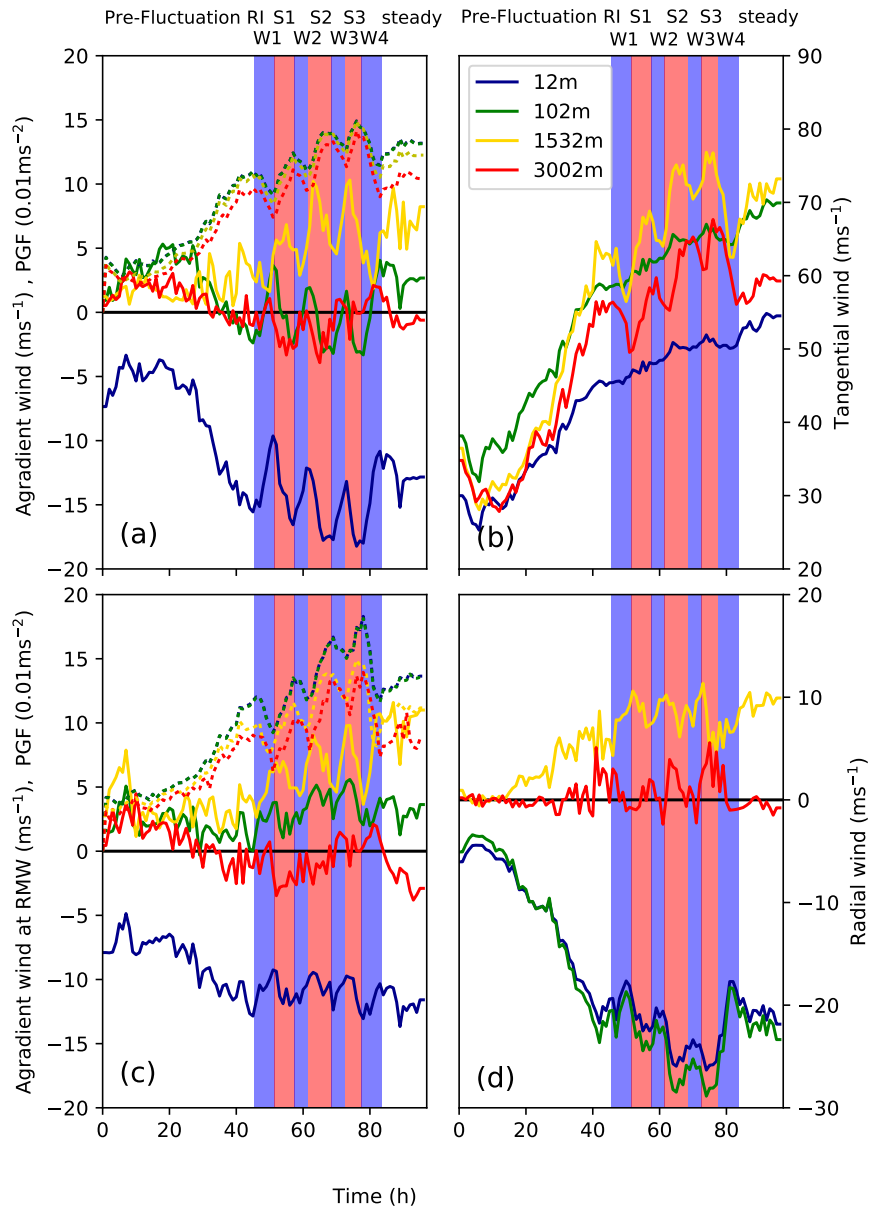 Pre-Fluctuation RI S1 S2 S3 steady
W1 W2 W3 W4
Pre-Fluctuation RI S1 S2 S3 steady
W1 W2 W3 W4
Agradient wind (ms⁻¹) , PGF (0.01ms⁻²)
20
15
10
5
0
−5
−10
−15
−20
(a)
12m
102m
1532m
3002m
90
80
70
60
50
40
30
20
Tangential wind (ms⁻¹)
(b)
Agradient wind at RMW (ms⁻¹), PGF (0.01ms⁻²)
20
15
10
5
0
−5
−10
−15
−20
(c)
0 20 40 60 80
20
10
0
−10
−20
−30
Radial wind (ms⁻¹)
(d)
0 20 40 60 80
Time (h)